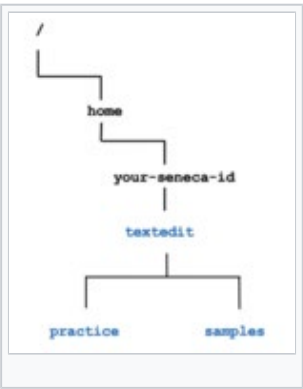 /
home
your-seneca-id
textedit
practice samples